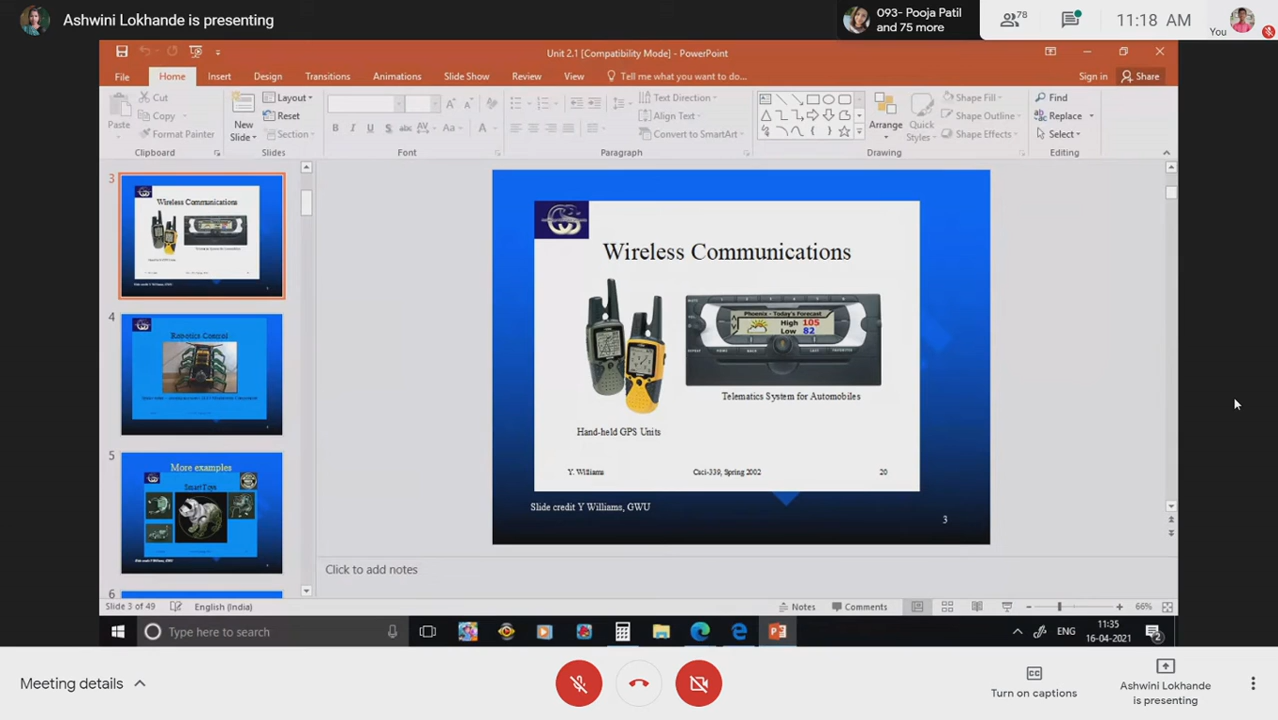 Ashwini Lokhande is presenting
093- Pooja Patil
and 75 more
78
11:18 AM
You
Unit 2.1 [Compatibility Mode] - PowerPoint
File Home Insert Design Transitions Animations Slide Show Review View Tell me what you want to do... Sign in Share
Paste
Cut
Copy
Format Painter
Clipboard
New
Slide
Layout
Reset
Section
Slides
Font
Text Direction
Align Text
Convert to SmartArt
Paragraph
Arrange
Quick
Styles
Shape Fill
Shape Outline
Shape Effects
Drawing
Find
Replace
Select
Editing
3
Wireless Communications
4
Robotics Control
5
More examples
Smart Toys
6
Wireless Communications
Phoenix - Today's Forecast
High 105
Low 82
Telematics System for Automobiles
Hand-held GPS Units
Y. Williams
Csci-339, Spring 2002
20
Slide credit Y Williams, GWU
3
Click to add notes
Slide 3 of 49
English (India)
Notes
Comments
66%
Type here to search
ENG
11:35
16-04-2021
2
Meeting details
Turn on captions
Ashwini Lokhande
is presenting